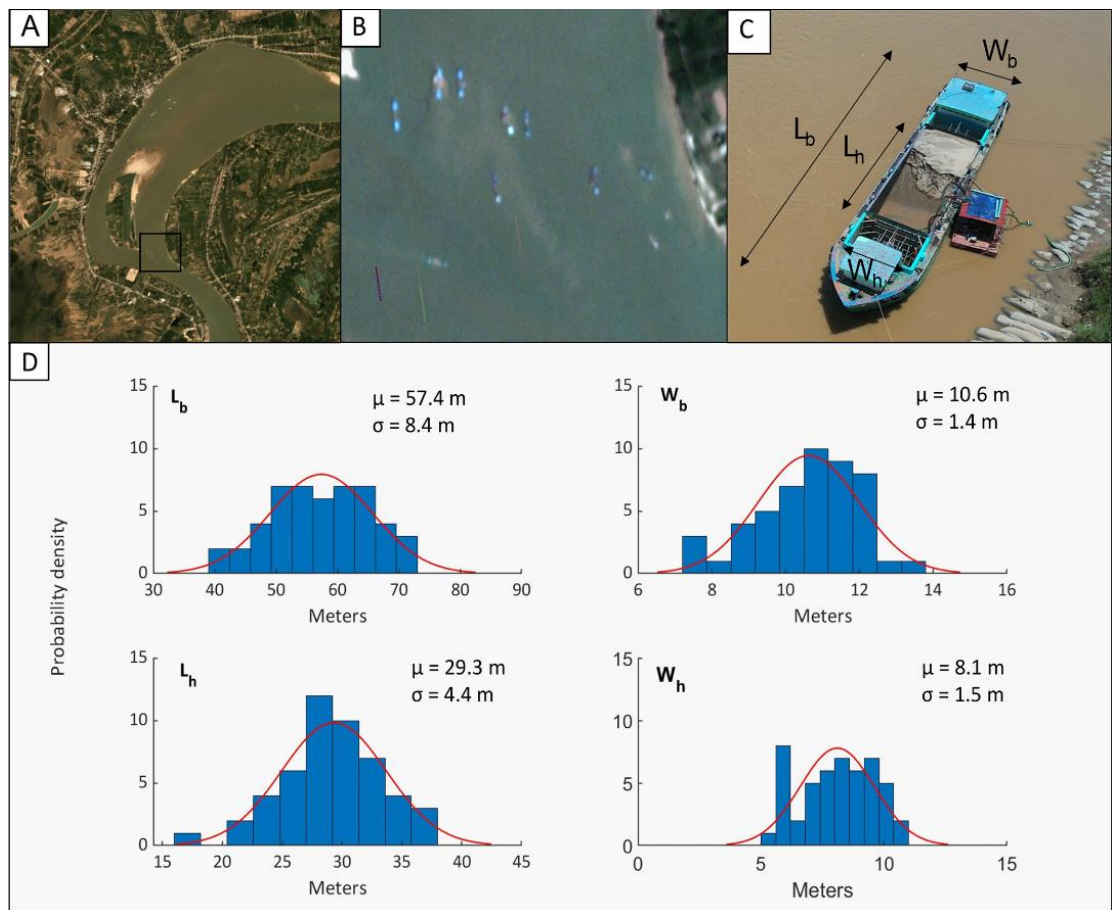 A
B
C
W_b
L_b
L_h
W_h
D
Probability density
L_b
μ = 57.4 m
σ = 8.4 m
15
10
5
0
30 40 50 60 70 80 90
Meters
W_b
μ = 10.6 m
σ = 1.4 m
15
10
5
0
6 8 10 12 14 16
Meters
L_h
μ = 29.3 m
σ = 4.4 m
15
10
5
0
15 20 25 30 35 40 45
Meters
W_h
μ = 8.1 m
σ = 1.5 m
15
10
5
0
0 5 10 15
Meters